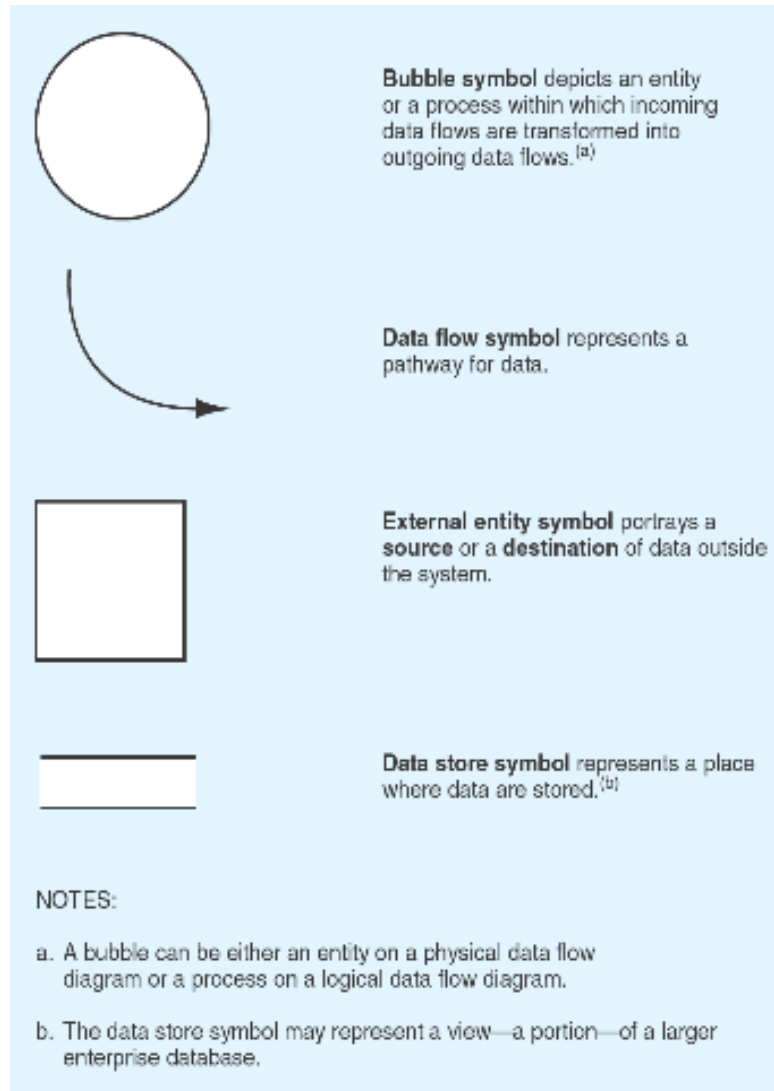 Bubble symbol depicts an entity
or a process within which incoming
data flows are transformed into
outgoing data flows.(a)
Data flow symbol represents a
pathway for data.
External entity symbol portrays a
source or a destination of data outside
the system.
Data store symbol represents a place
where data are stored.(b)
NOTES:
a. A bubble can be either an entity on a physical data flow
diagram or a process on a logical data flow diagram.
b. The data store symbol may represent a view—a portion—of a larger
enterprise database.